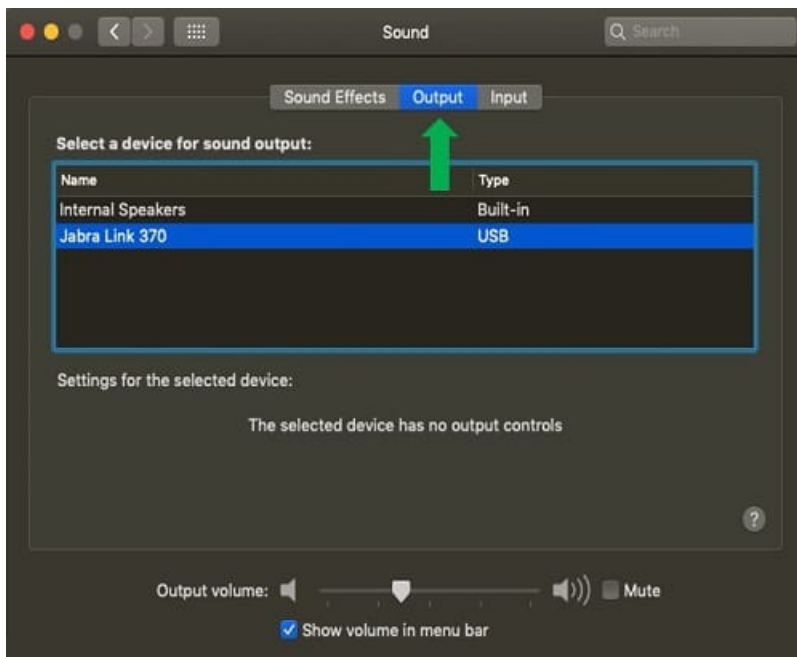 Sound
Search
Sound Effects Output Input
Select a device for sound output:
Name Type
Internal Speakers Built-in
Jabra Link 370 USB
Settings for the selected device:
The selected device has no output controls
?
Output volume: Mute
Show volume in menu bar